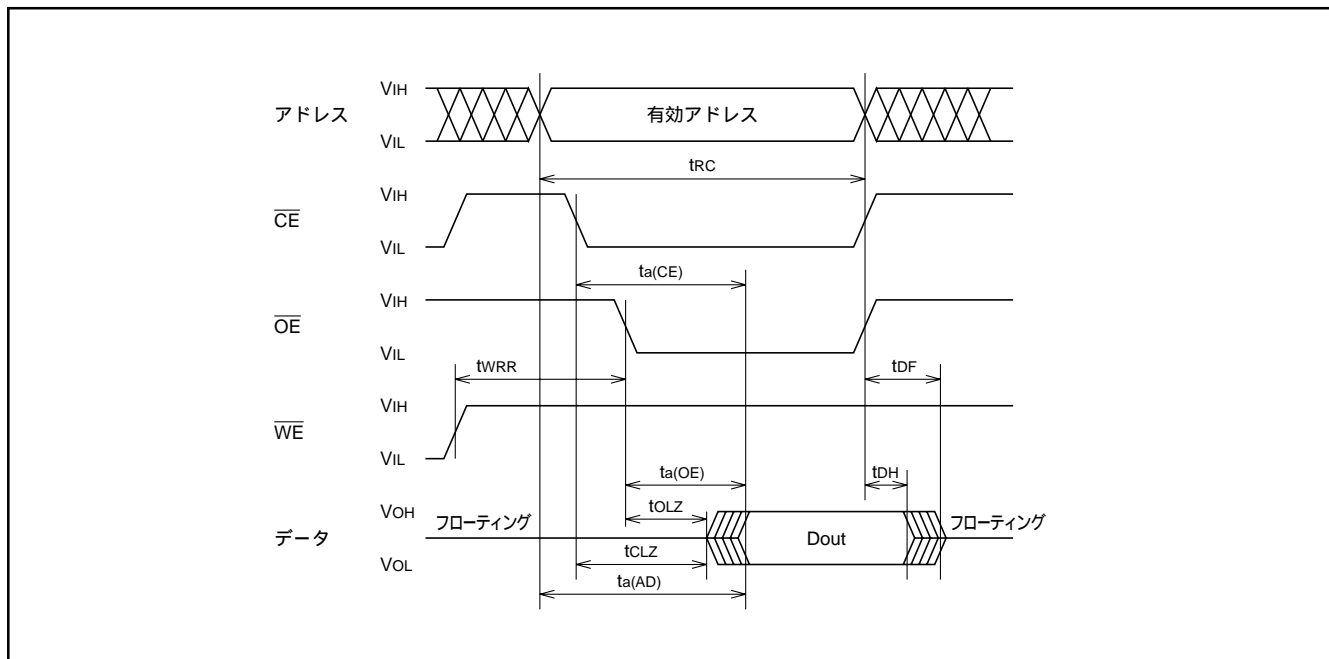 VIH
アドレス 有効アドレス
VIL
tRC
VIH
CE
VIL
ta(CE)
VIH
OE
VIL
tWRR tDF
VIH
WE
VIL
ta(OE) tDH
VOH フローティング tOLZ フローティング
データ Dout
VOL tCLZ
ta(AD)